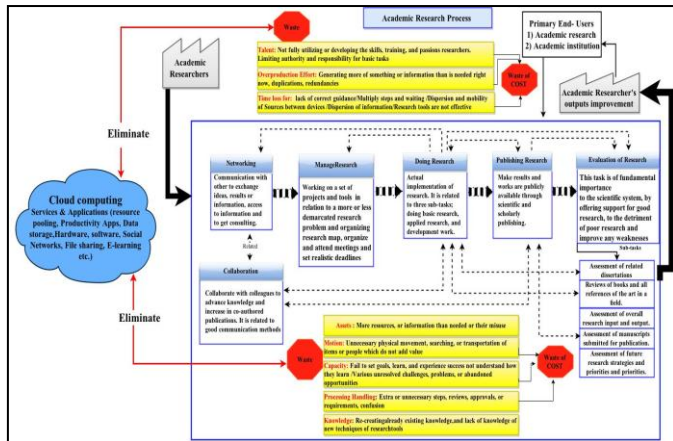 Academic Research Process
Waste
Primary End- Users
1) Academic research
2) Academic institution
Academic
Researchers
Talent: Not fully utilizing or developing the skills, training, and passions researchers.
Limiting authority and responsibility for basic tasks
Overproduction Effort: Generating more of something or information than is needed right
now, duplications, redundancies
Time loss for: lack of correct guidance/Multiply steps and waiting /Dispersion and mobility
of Sources between devices /Dispersion of information/Research tools are not effective
Waste of
COST
Academic Researcher's
outputs improvement
Eliminate
Cloud computing
Services & Applications (resource
pooling, Productivity Apps, Data
storage,Hardware, software, Social
Networks, File sharing, E-learning
etc.)
Eliminate
Networking
Communication with
other to exchange
ideas, results or
information, access
to information and
to get consulting.
ManageResearch
Working on a set of
projects and tools in
relation to a more or less
demarcated research
problem and organizing
research map, organize
and attend meetings and
set realistic deadlines
Doing Research
Actual
implementation of
research. It is related
to three sub-tasks;
doing basic research,
applied research, and
development work.
Publishing Research
Make results and
works are publicly
available through
scientific and
scholarly
publishing.
Evaluation of Research
This task is of fundamental
importance
to the scientific system, by
offering support for good
research, to the detriment
of poor research and
improve any weaknesses
Related
Sub-tasks
Collaboration
Collaborate with colleagues to
advance knowledge and
increase in co-authored
publications. It is related to
good communication methods
Assessment of related
dissertations
Reviews of books and all
references of the art in a
field.
Assessment of overall
research input and output.
Assessment of manuscripts
submitted for publication.
Assessment of future
research strategies and
priorities and priorities.
Waste
Assets : More resources, or information than needed or their misuse
Motion: Unnecessary physical movement, searching, or transportation of
items or people which do not add value
Capacity: Fail to set goals, learn, and experience success not understand how
they learn /Various unresolved challenges, problems, or abandoned
opportunities
Processing Handling: Extra or unnecessary steps, reviews, approvals, or
requirements, confusion
Knowledge: Re-creatingalready existing knowledge,and lack of knowledge
of new techniques of researchtools
Waste of
COST